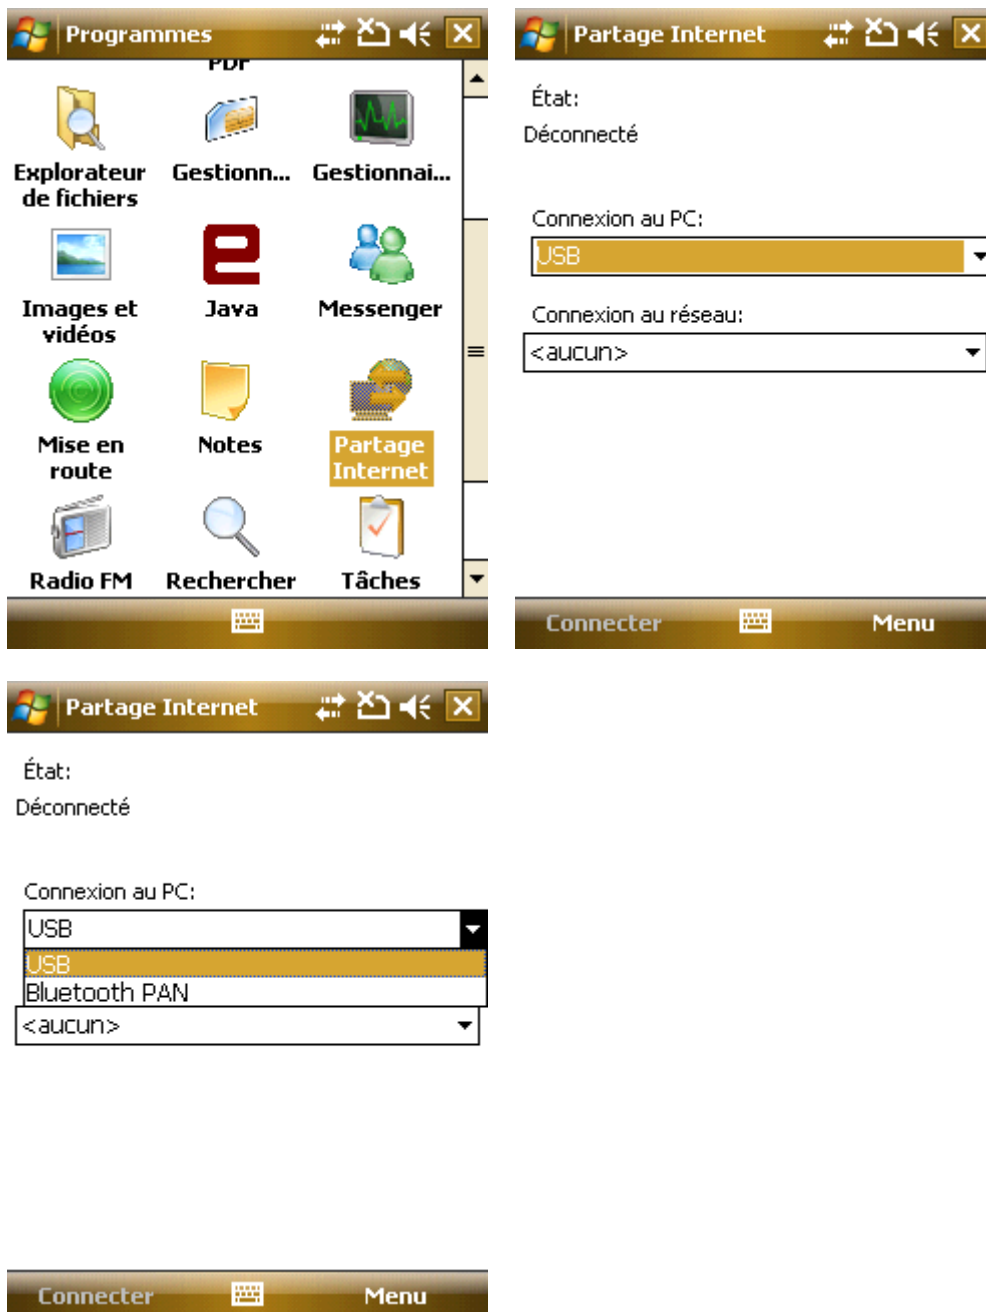 Programmes
PDF
Explorateur de fichiers
Gestionn...
Gestionnai...
Images et vidéos
Java
Messenger
Mise en route
Notes
Partage Internet
Radio FM
Rechercher
Tâches
Partage Internet
État:
Déconnecté
Connexion au PC:
USB
Connexion au réseau:
<aucun>
Connecter
Menu
Partage Internet
État:
Déconnecté
Connexion au PC:
USB
USB
Bluetooth PAN
<aucun>
Connecter
Menu